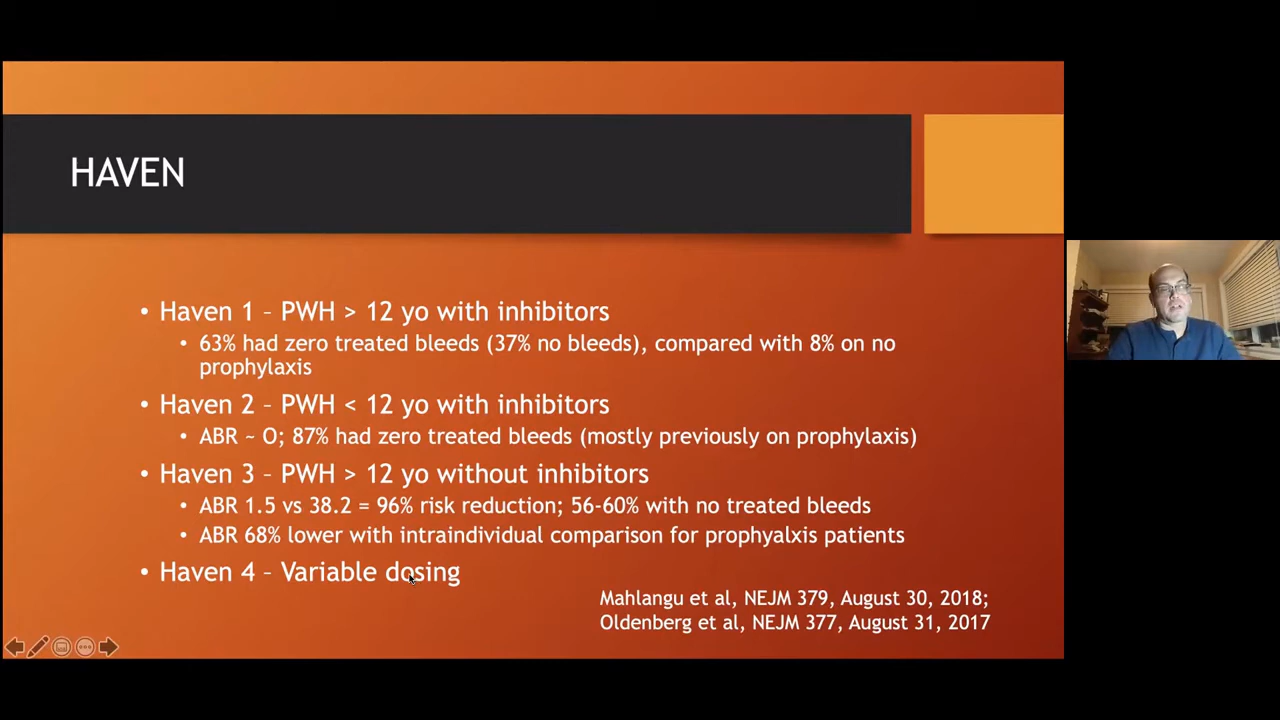 HAVEN
• Haven 1 – PWH > 12 yo with inhibitors
• 63% had zero treated bleeds (37% no bleeds), compared with 8% on no
prophylaxis
• Haven 2 – PWH < 12 yo with inhibitors
• ABR ~ O; 87% had zero treated bleeds (mostly previously on prophylaxis)
• Haven 3 – PWH > 12 yo without inhibitors
• ABR 1.5 vs 38.2 = 96% risk reduction; 56-60% with no treated bleeds
• ABR 68% lower with intraindividual comparison for prophyalxis patients
• Haven 4 – Variable dosing
Mahlangu et al, NEJM 379, August 30, 2018;
Oldenberg et al, NEJM 377, August 31, 2017